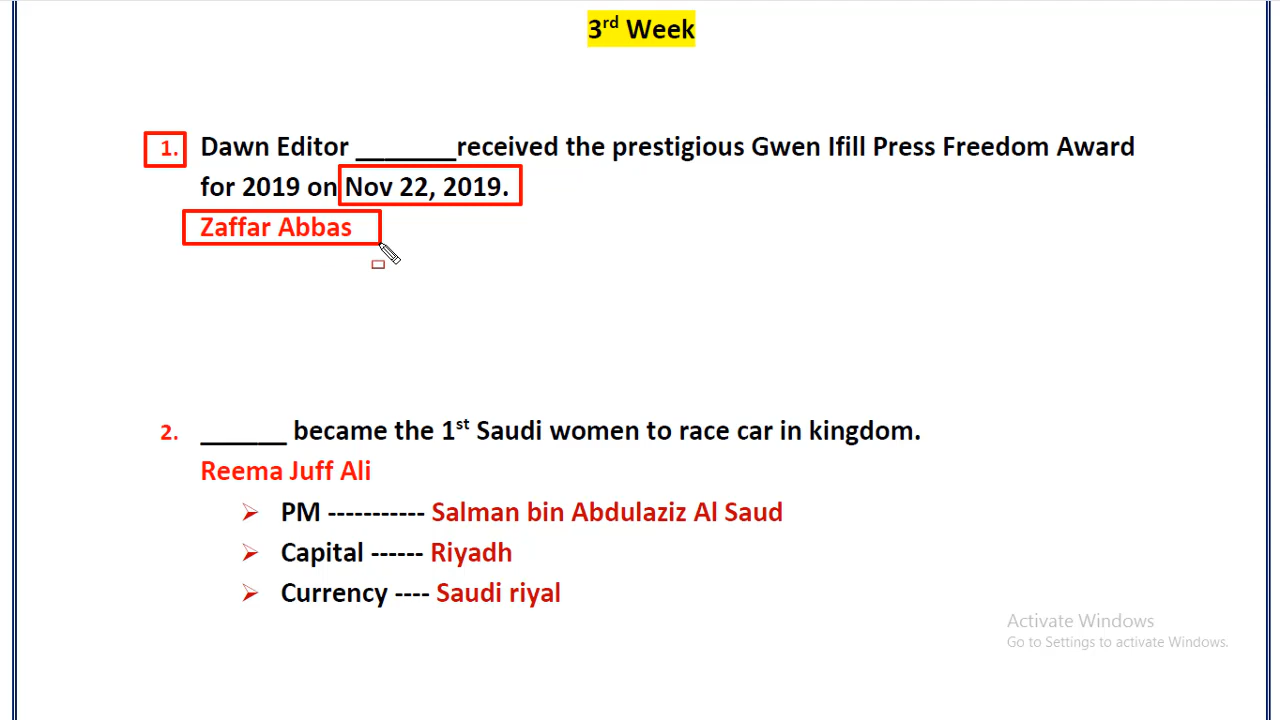 3rd Week
1. Dawn Editor _______received the prestigious Gwen Ifill Press Freedom Award
for 2019 on Nov 22, 2019.
Zaffar Abbas
2. ______ became the 1st Saudi women to race car in kingdom.
Reema Juff Ali
➢ PM ----------- Salman bin Abdulaziz Al Saud
➢ Capital ------ Riyadh
➢ Currency ---- Saudi riyal
Activate Windows
Go to Settings to activate Windows.